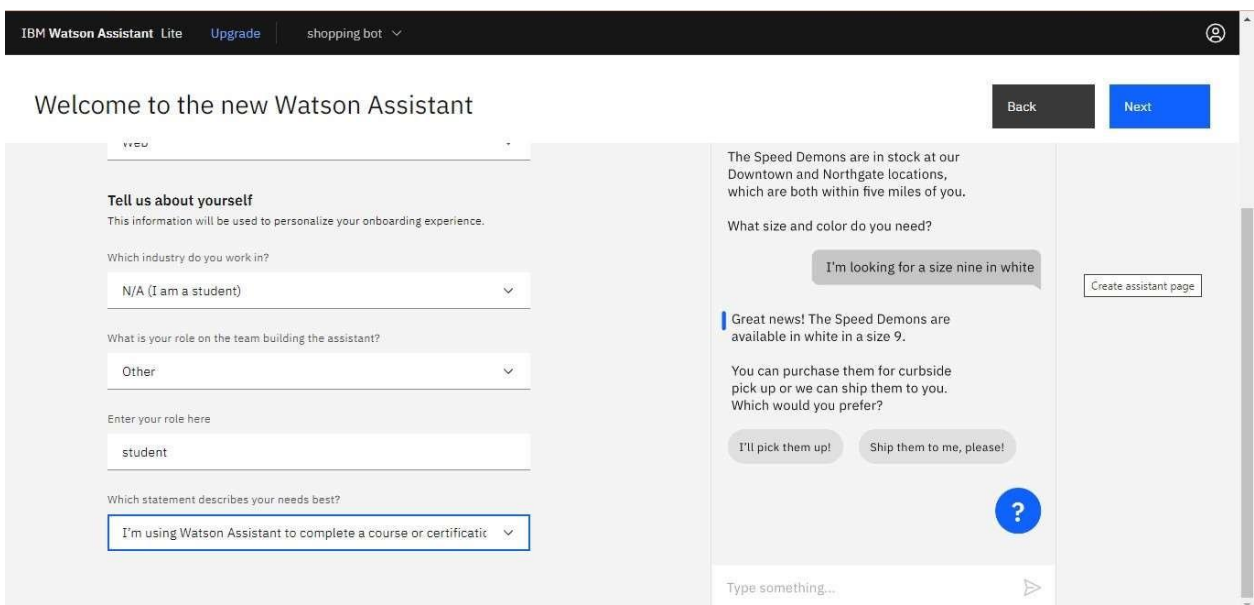 IBM Watson Assistant Lite Upgrade shopping bot
Welcome to the new Watson Assistant
Back
Next
Web
Tell us about yourself
This information will be used to personalize your onboarding experience.
Which industry do you work in?
N/A (I am a student)
What is your role on the team building the assistant?
Other
Enter your role here
student
Which statement describes your needs best?
I'm using Watson Assistant to complete a course or certificatic
The Speed Demons are in stock at our
Downtown and Northgate locations,
which are both within five miles of you.
What size and color do you need?
I'm looking for a size nine in white
Great news! The Speed Demons are
available in white in a size 9.
You can purchase them for curbside
pick up or we can ship them to you.
Which would you prefer?
I'll pick them up!
Ship them to me, please!
?
Type something...
Create assistant page